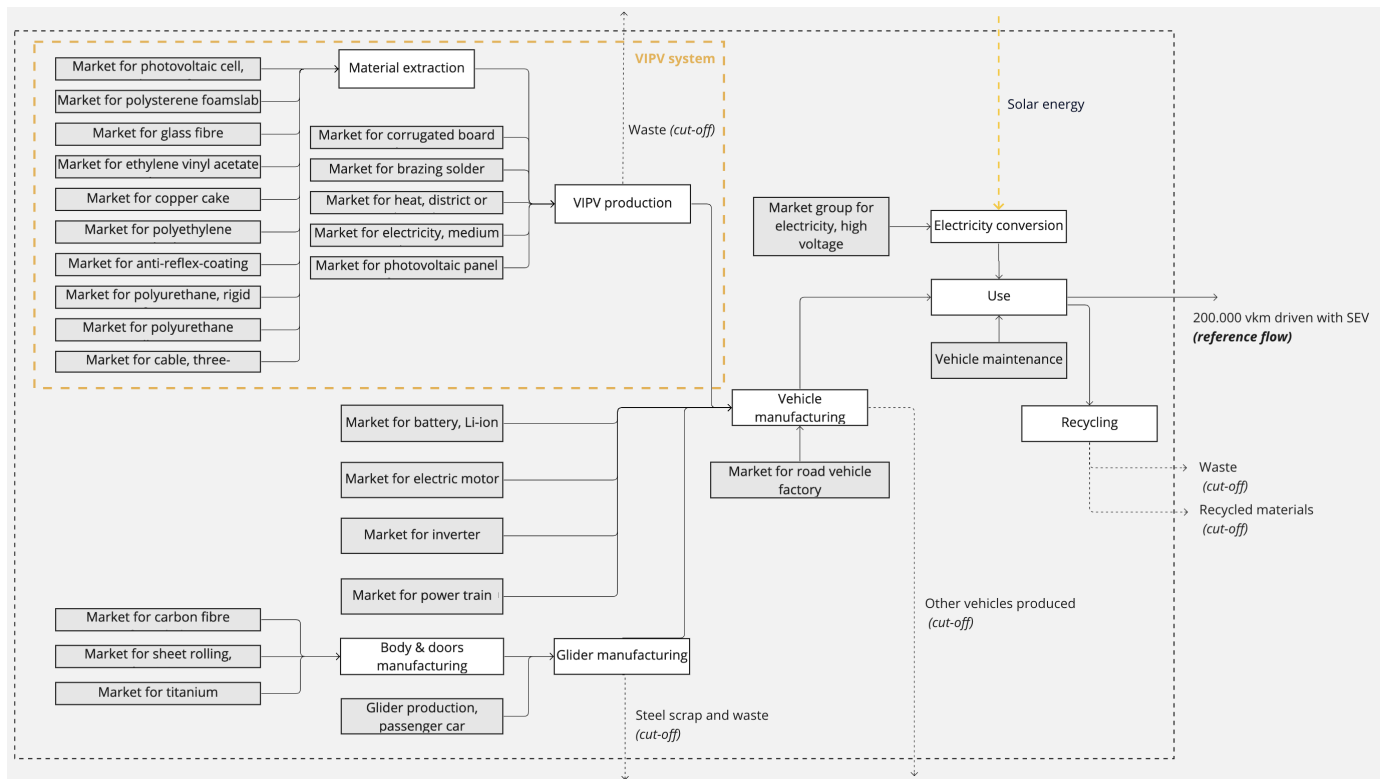 VIPV system
Market for photovoltaic cell,
Market for polysterene foamslab
Market for glass fibre
Market for ethylene vinyl acetate
Market for copper cake
Market for polyethylene
Market for anti-reflex-coating
Market for polyurethane, rigid
Market for polyurethane
Market for cable, three-
Material extraction
Market for corrugated board
Market for brazing solder
Market for heat, district or
Market for electricity, medium
Market for photovoltaic panel
Waste (cut-off)
VIPV production
Solar energy
Market group for
electricity, high
voltage
Electricity conversion
Use
Vehicle maintenance
200.000 vkm driven with SEV
(reference flow)
Vehicle
manufacturing
Market for road vehicle
factory
Recycling
Waste
(cut-off)
Recycled materials
(cut-off)
Market for battery, Li-ion
Market for electric motor
Market for inverter
Market for power train
Other vehicles produced
(cut-off)
Market for carbon fibre
Market for sheet rolling,
Market for titanium
Body & doors
manufacturing
Glider manufacturing
Glider production,
passenger car
Steel scrap and waste
(cut-off)